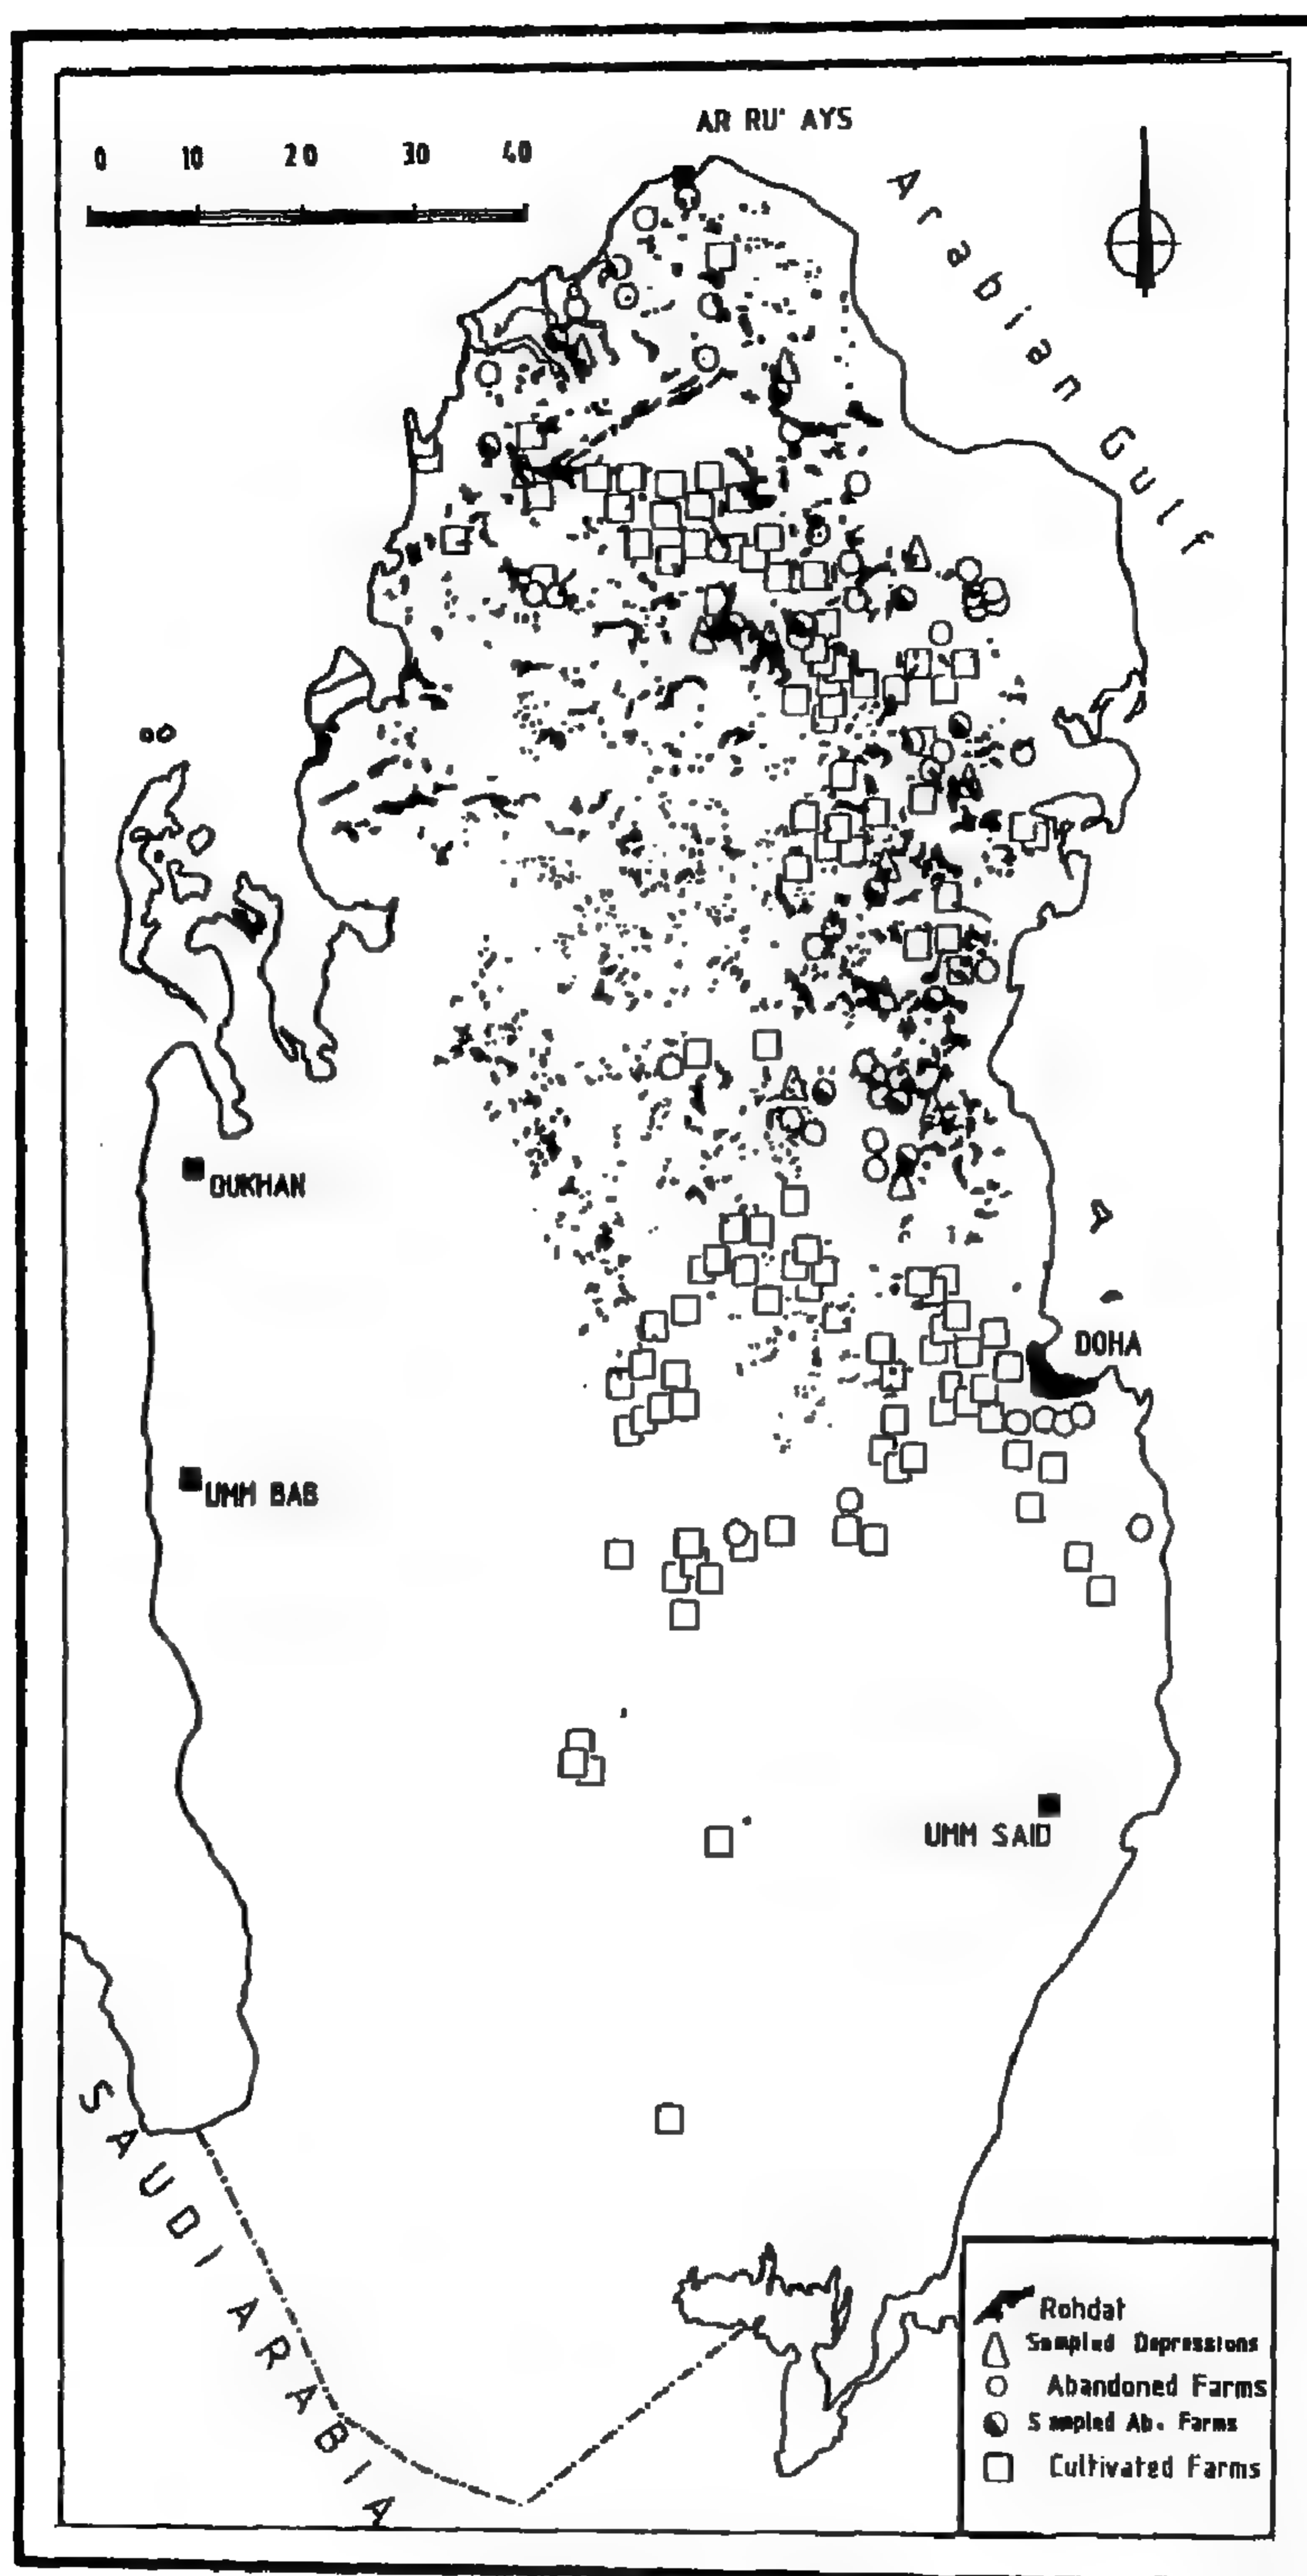 AR RU' AYS
0 10 20 30 40
Arabian Gulf
DUKHAN
DOHA
UMM BAB
UMM SAID
SAUDI ARABIA
Rohdat
Sampled Depressions
Abandoned Farms
Sampled Ab. Farms
Cultivated Farms